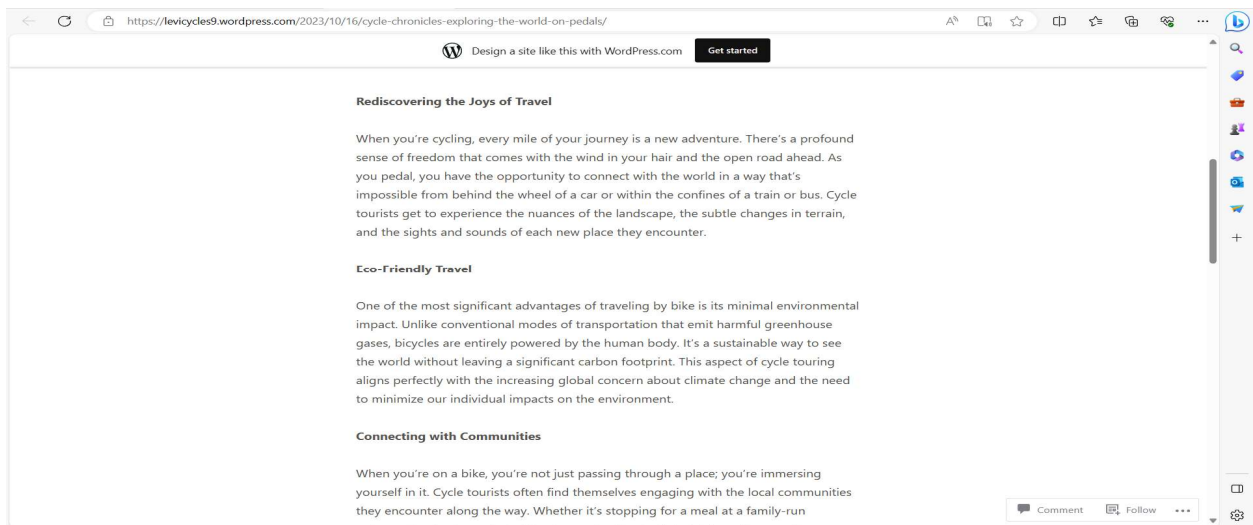 https://levicycles9.wordpress.com/2023/10/16/cycle-chronicles-exploring-the-world-on-pedals/
Design a site like this with WordPress.com
Get started
Rediscovering the Joys of Travel
When you're cycling, every mile of your journey is a new adventure. There's a profound
sense of freedom that comes with the wind in your hair and the open road ahead. As
you pedal, you have the opportunity to connect with the world in a way that's
impossible from behind the wheel of a car or within the confines of a train or bus. Cycle
tourists get to experience the nuances of the landscape, the subtle changes in terrain,
and the sights and sounds of each new place they encounter.
Eco-Friendly Travel
One of the most significant advantages of traveling by bike is its minimal environmental
impact. Unlike conventional modes of transportation that emit harmful greenhouse
gases, bicycles are entirely powered by the human body. It's a sustainable way to see
the world without leaving a significant carbon footprint. This aspect of cycle touring
aligns perfectly with the increasing global concern about climate change and the need
to minimize our individual impacts on the environment.
Connecting with Communities
When you're on a bike, you're not just passing through a place; you're immersing
yourself in it. Cycle tourists often find themselves engaging with the local communities
they encounter along the way. Whether it's stopping for a meal at a family-run
Comment Follow